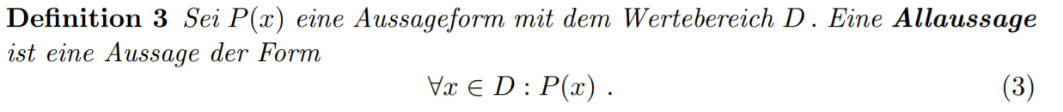 Definition 3 Sei P(x) eine Aussageform mit dem Wertebereich D. Eine Allaussage
ist eine Aussage der Form
∀x ∈ D : P(x) . (3)